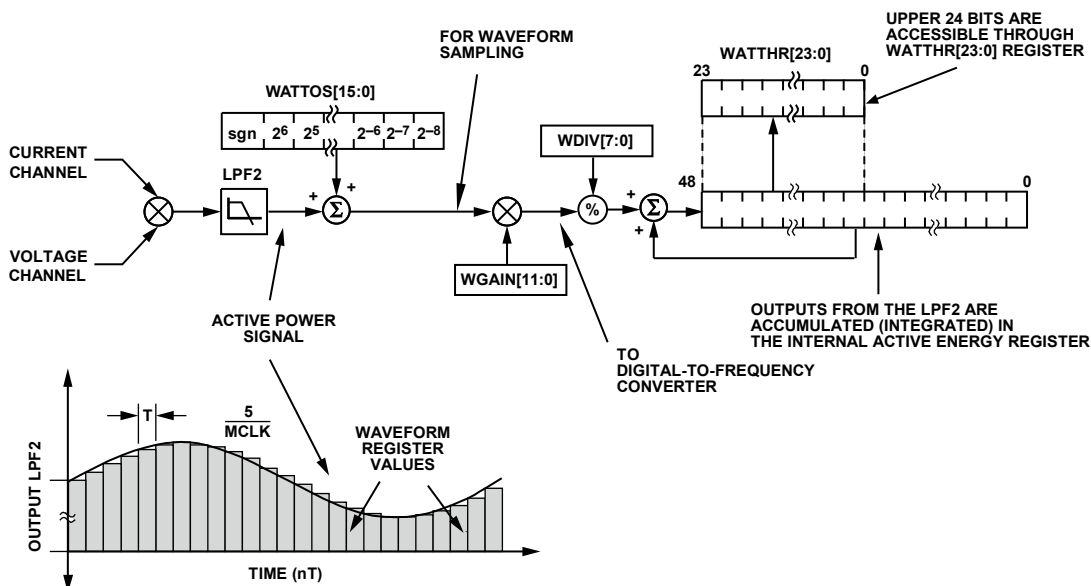 FOR WAVEFORM
SAMPLING
UPPER 24 BITS ARE
ACCESSIBLE THROUGH
WATTHR[23:0]
REGISTER
WATTHR[23:0]
23
0
WATTOS[15:0]
sgn 2⁶ 2⁵ 2⁻⁶ 2⁻⁷ 2⁻⁸
WDIV[7:0]
CURRENT
CHANNEL
LPF2
+
+
Σ
%
+
Σ
+
48
0
VOLTAGE
CHANNEL
WGAIN[11:0]
ACTIVE POWER
SIGNAL
TO
DIGITAL-TO-FREQUENCY
CONVERTER
OUTPUTS FROM THE LPF2 ARE
ACCUMULATED (INTEGRATED) IN
THE INTERNAL ACTIVE ENERGY REGISTER
T
5
MCLK
WAVEFORM
REGISTER
VALUES
OUTPUT LPF2
TIME (nT)